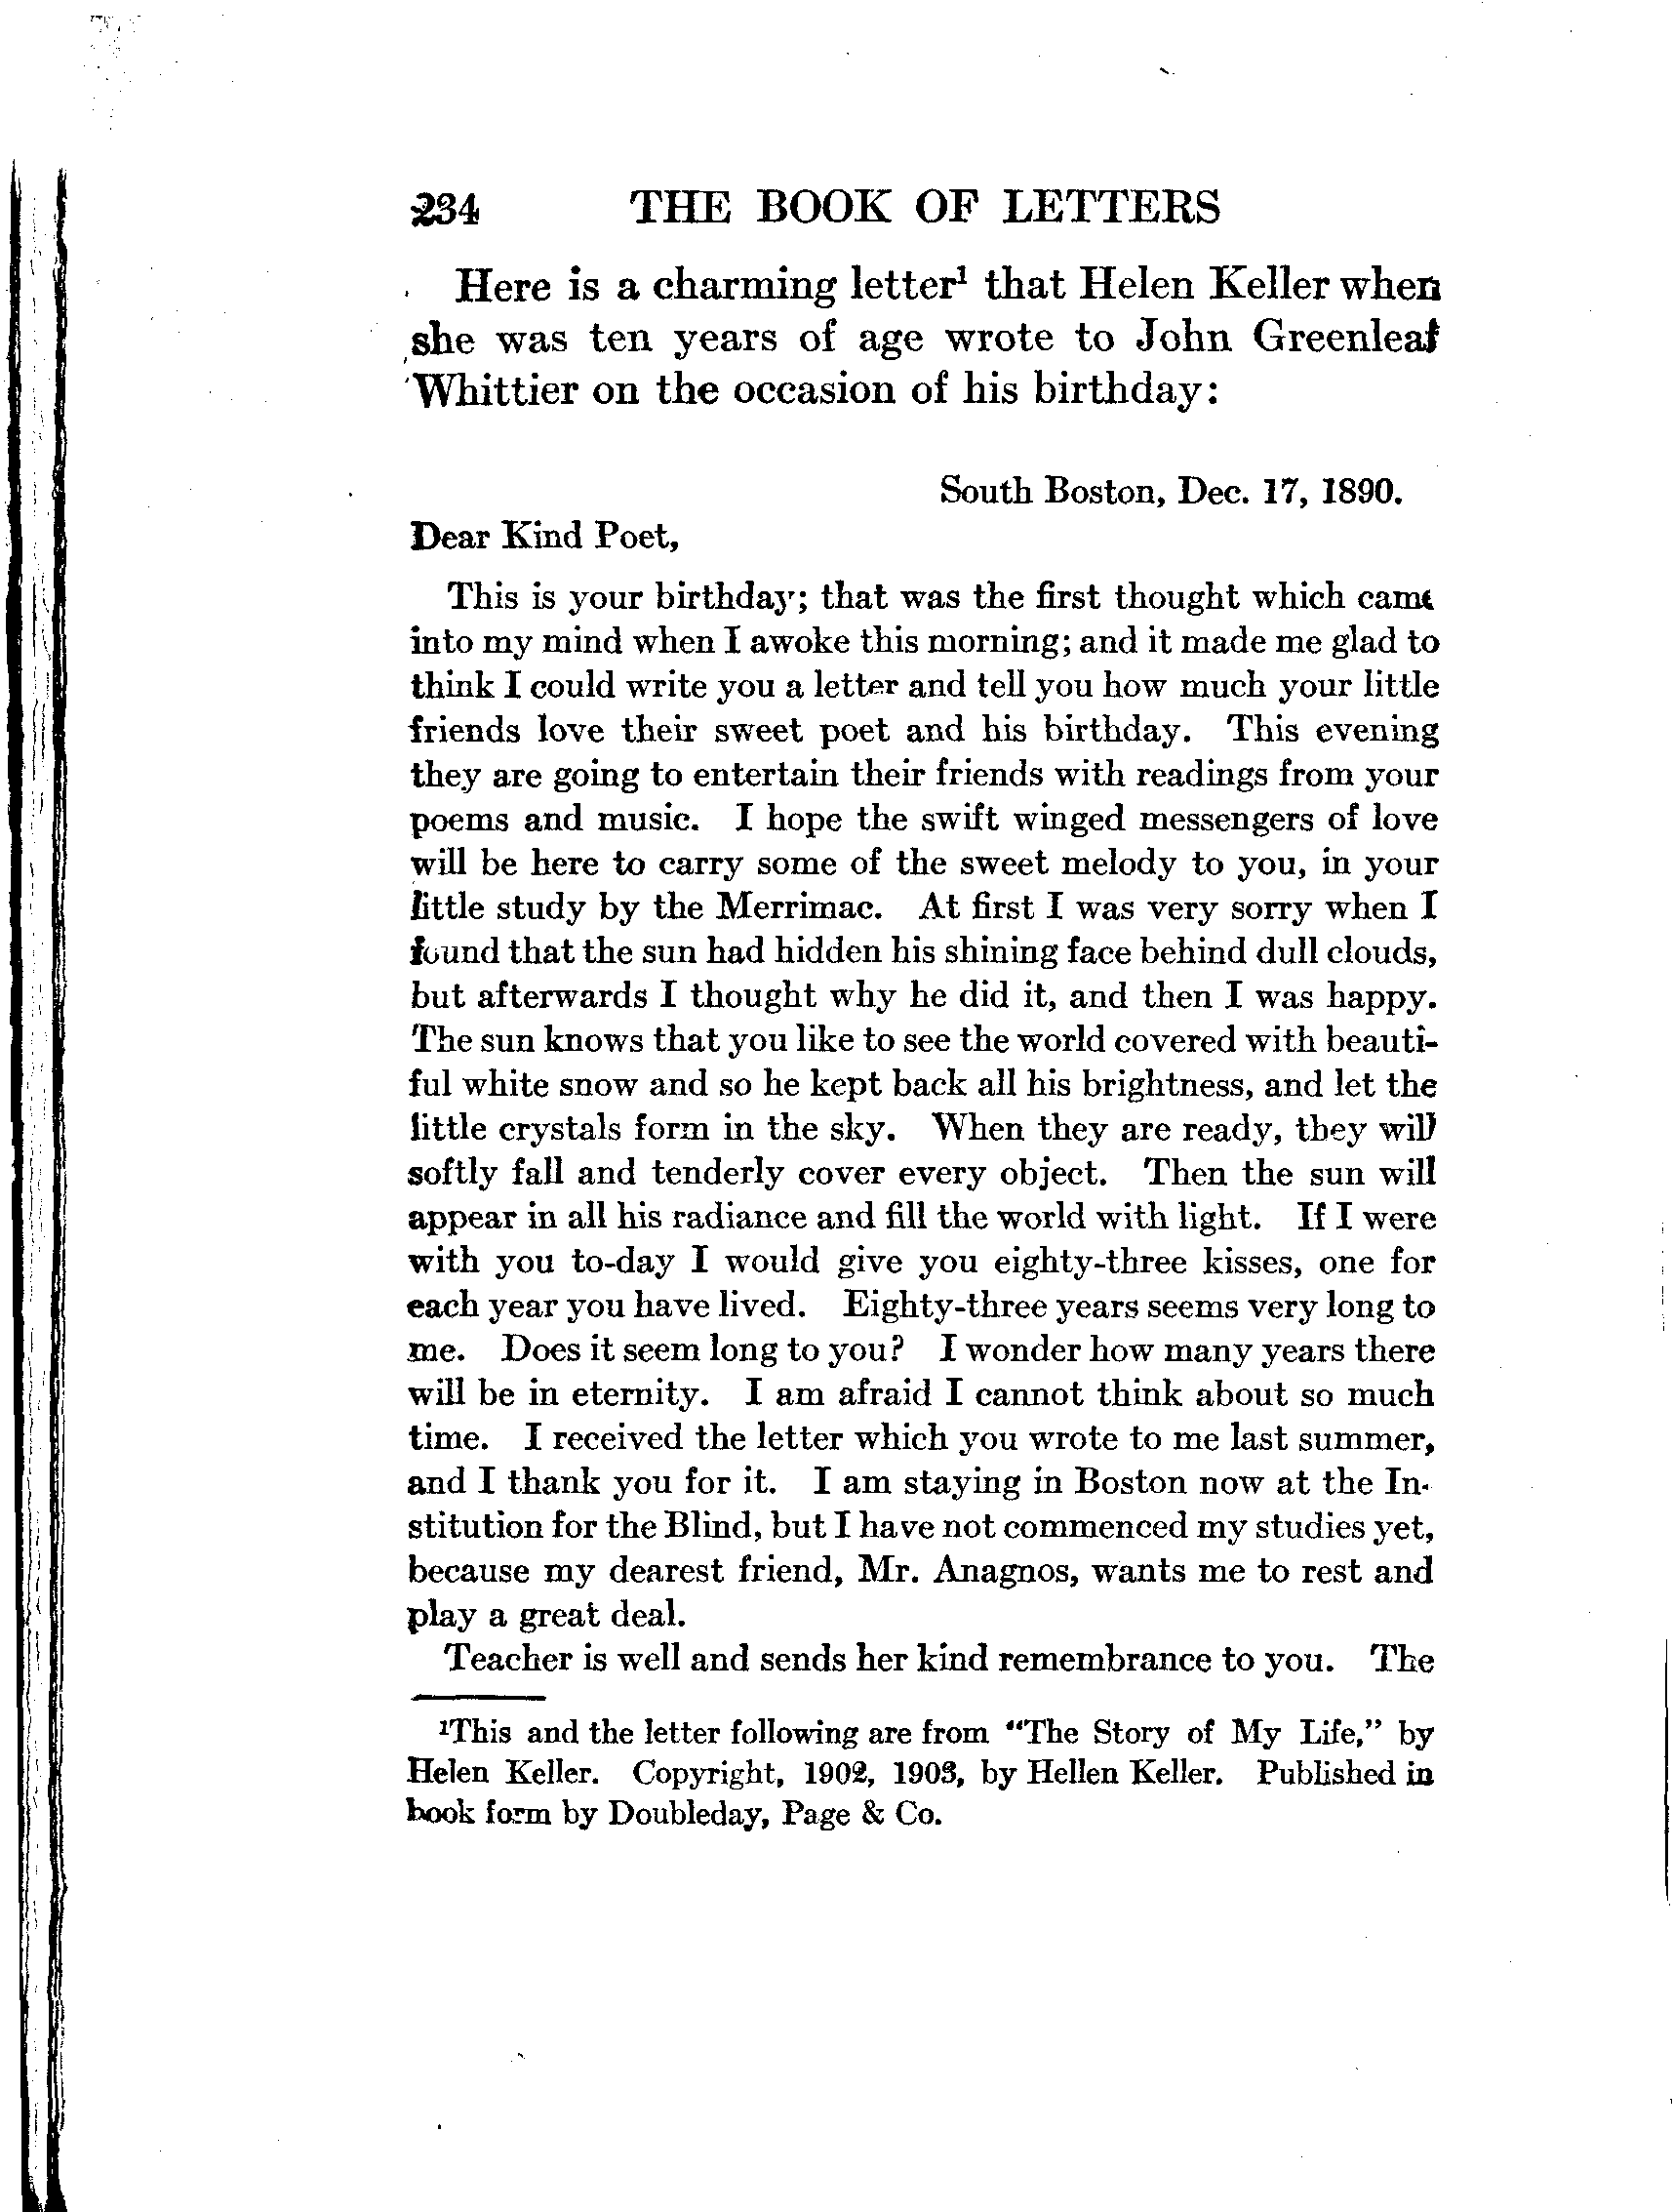 234 THE BOOK OF LETTERS
Here is a charming letter¹ that Helen Keller when
she was ten years of age wrote to John Greenleaf
Whittier on the occasion of his birthday:
South Boston, Dec. 17, 1890.
Dear Kind Poet,
This is your birthday; that was the first thought which came
into my mind when I awoke this morning; and it made me glad to
think I could write you a letter and tell you how much your little
friends love their sweet poet and his birthday. This evening
they are going to entertain their friends with readings from your
poems and music. I hope the swift winged messengers of love
will be here to carry some of the sweet melody to you, in your
little study by the Merrimac. At first I was very sorry when I
found that the sun had hidden his shining face behind dull clouds,
but afterwards I thought why he did it, and then I was happy.
The sun knows that you like to see the world covered with beauti-
ful white snow and so he kept back all his brightness, and let the
little crystals form in the sky. When they are ready, they will
softly fall and tenderly cover every object. Then the sun will
appear in all his radiance and fill the world with light. If I were
with you to-day I would give you eighty-three kisses, one for
each year you have lived. Eighty-three years seems very long to
me. Does it seem long to you? I wonder how many years there
will be in eternity. I am afraid I cannot think about so much
time. I received the letter which you wrote to me last summer,
and I thank you for it. I am staying in Boston now at the In-
stitution for the Blind, but I have not commenced my studies yet,
because my dearest friend, Mr. Anagnos, wants me to rest and
play a great deal.
Teacher is well and sends her kind remembrance to you. The
¹This and the letter following are from "The Story of My Life," by
Helen Keller. Copyright, 1902, 1903, by Hellen Keller. Published in
book form by Doubleday, Page & Co.